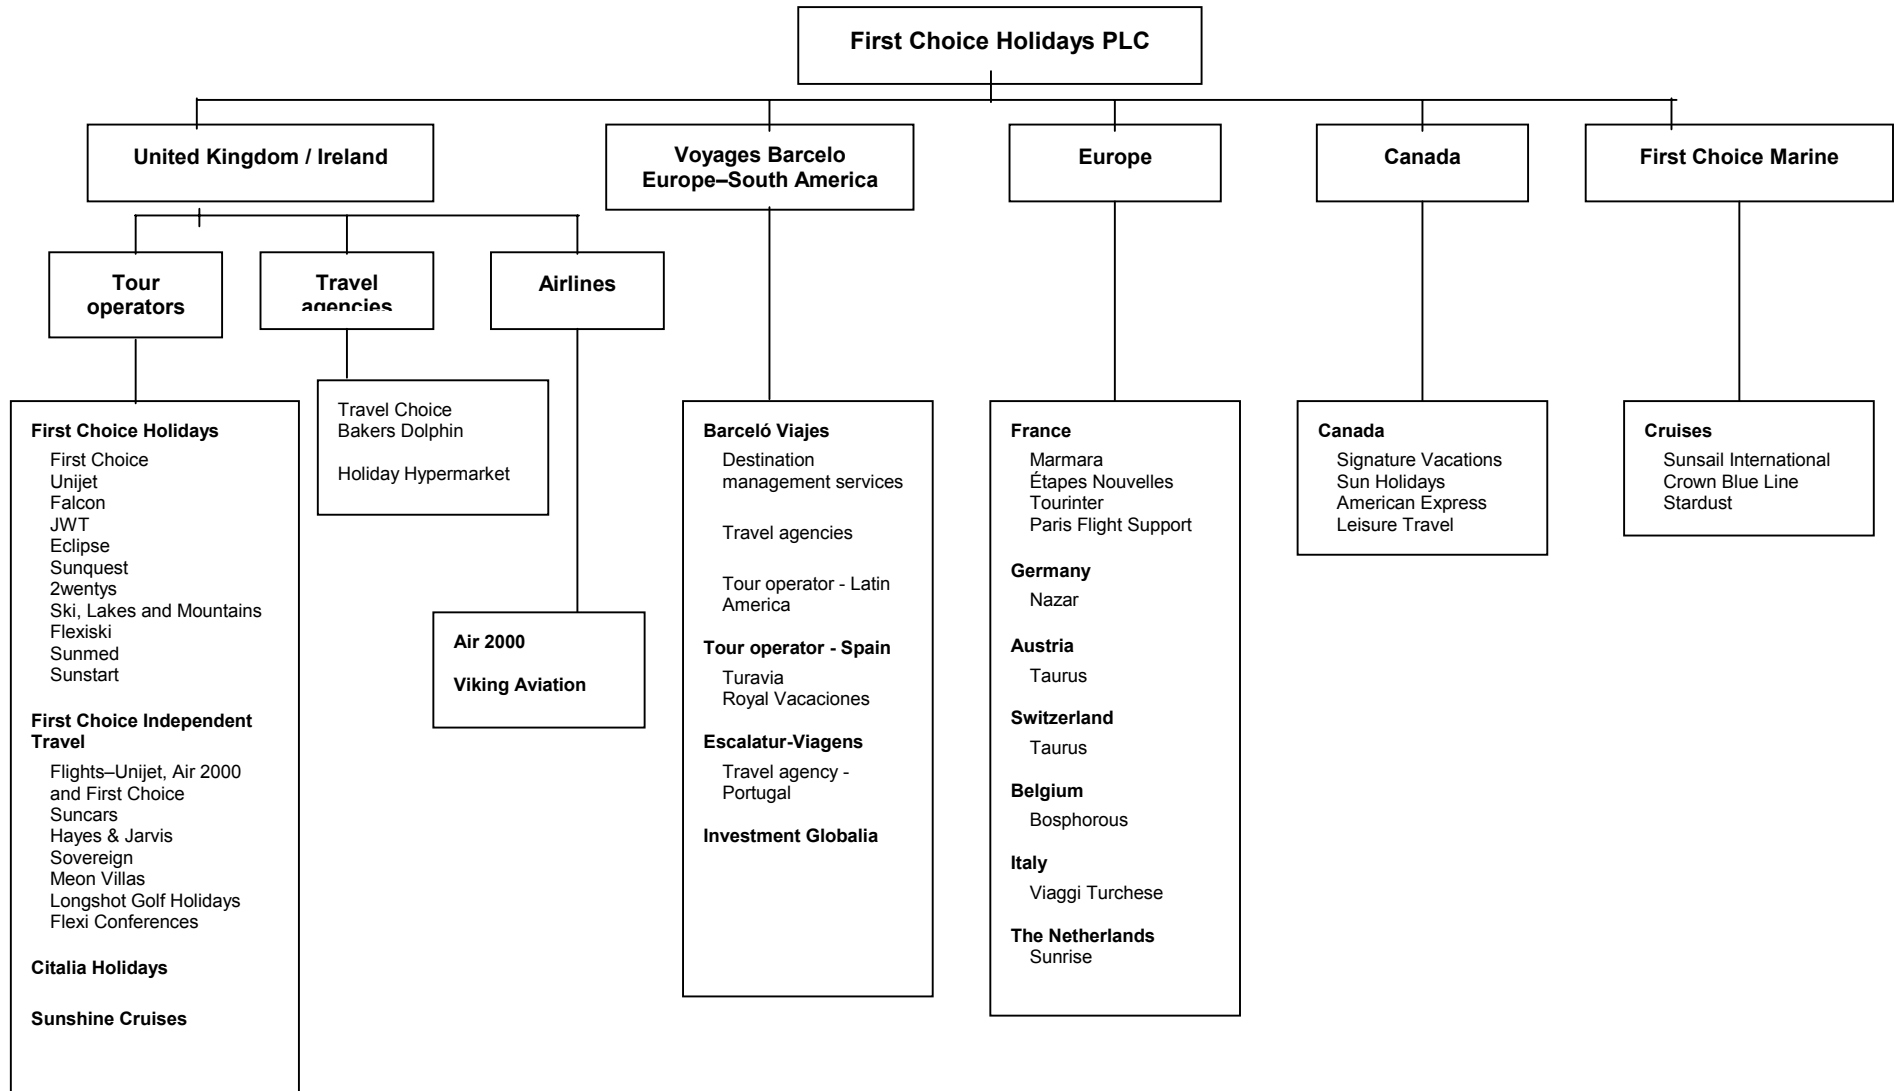 First Choice Holidays PLC
United Kingdom / Ireland
Voyages Barcelo
Europe–South America
Europe
Canada
First Choice Marine
Tour
operators
Travel
agencies
Airlines
First Choice Holidays
First Choice
Unijet
Falcon
JWT
Eclipse
Sunquest
2wentys
Ski, Lakes and Mountains
Flexiski
Sunmed
Sunstart
First Choice Independent
Travel
Flights–Unijet, Air 2000
and First Choice
Suncars
Hayes & Jarvis
Sovereign
Meon Villas
Longshot Golf Holidays
Flexi Conferences
Citalia Holidays
Sunshine Cruises
Travel Choice
Bakers Dolphin
Holiday Hypermarket
Air 2000
Viking Aviation
Barceló Viajes
Destination
management services
Travel agencies
Tour operator - Latin
America
Tour operator - Spain
Turavia
Royal Vacaciones
Escalatur-Viagens
Travel agency -
Portugal
Investment Globalia
France
Marmara
Étapes Nouvelles
Tourinter
Paris Flight Support
Germany
Nazar
Austria
Taurus
Switzerland
Taurus
Belgium
Bosphorous
Italy
Viaggi Turchese
The Netherlands
Sunrise
Canada
Signature Vacations
Sun Holidays
American Express
Leisure Travel
Cruises
Sunsail International
Crown Blue Line
Stardust